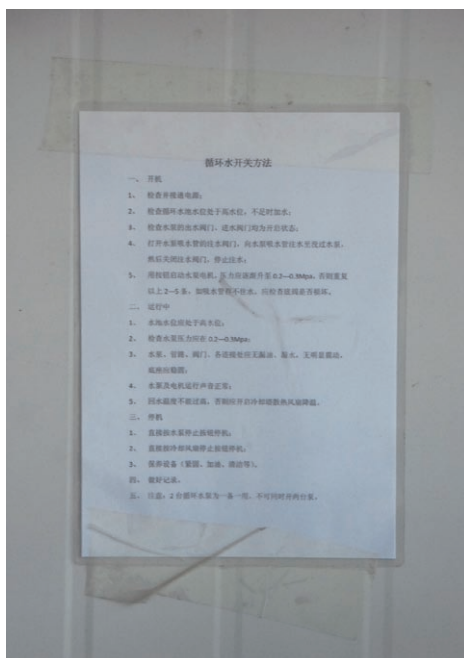 循环水开关方法
一、 开机
1、 检查并接通电源;
2、 检查循环水池水位处于高水位,不足时加水;
3、 检查水泵的出水阀门、进水阀门均为开启状态;
4、 打开水泵吸水管的注水阀门,向水泵吸水管注水至没过水泵,
然后关闭注水阀门,停止注水;
5、 用按钮启动水泵电机,压力应逐渐升至0.2—0.3Mpa,否则重复
以上2—5条,如吸水管存不住水,应检查底阀是否损坏。
二、 运行中
1、 水池水位应处于高水位;
2、 检查水泵压力应在0.2—0.3Mpa;
3、 水泵、管路、阀门、各连接处应无漏油、漏水,无明显震动,
底座应稳固;
4、 水泵及电机运行声音正常;
5、 回水温度不能过高,否则应开启冷却塔散热风扇降温。
三、 停机
1、 直接按水泵停止按钮停机;
2、 直接按冷却风扇停止按钮停机;
3、 保养设备(紧固、加油、清洁等)。
四、 做好记录。
五、 注意:2台循环水泵为一备一用,不可同时开两台泵。